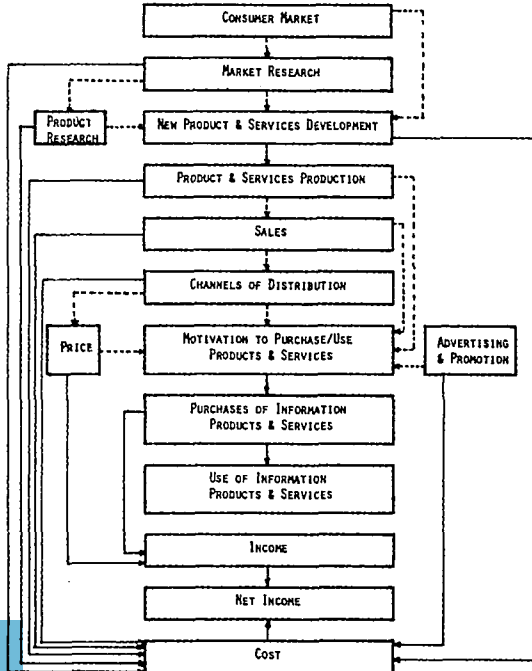 CONSUMER MARKET
MARKET RESEARCH
PRODUCT
RESEARCH
NEW PRODUCT & SERVICES DEVELOPMENT
PRODUCT & SERVICES PRODUCTION
SALES
CHANNELS OF DISTRIBUTION
PRICE
MOTIVATION TO PURCHASE/USE
PRODUCTS & SERVICES
ADVERTISING
& PROMOTION
PURCHASES OF INFORMATION
PRODUCTS & SERVICES
USE OF INFORMATION
PRODUCTS & SERVICES
INCOME
NET INCOME
COST